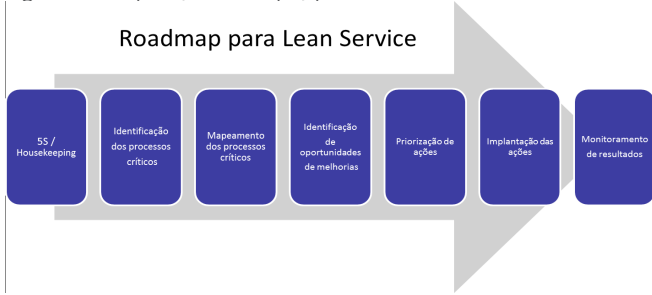 Roadmap para Lean Service
5S /
Housekeeping
Identificação
dos processos
críticos
Mapeamento
dos processos
críticos
Identificação
de
oportunidades
de melhorias
Priorização de
ações
Implantação das
ações
Monitoramento
de resultados